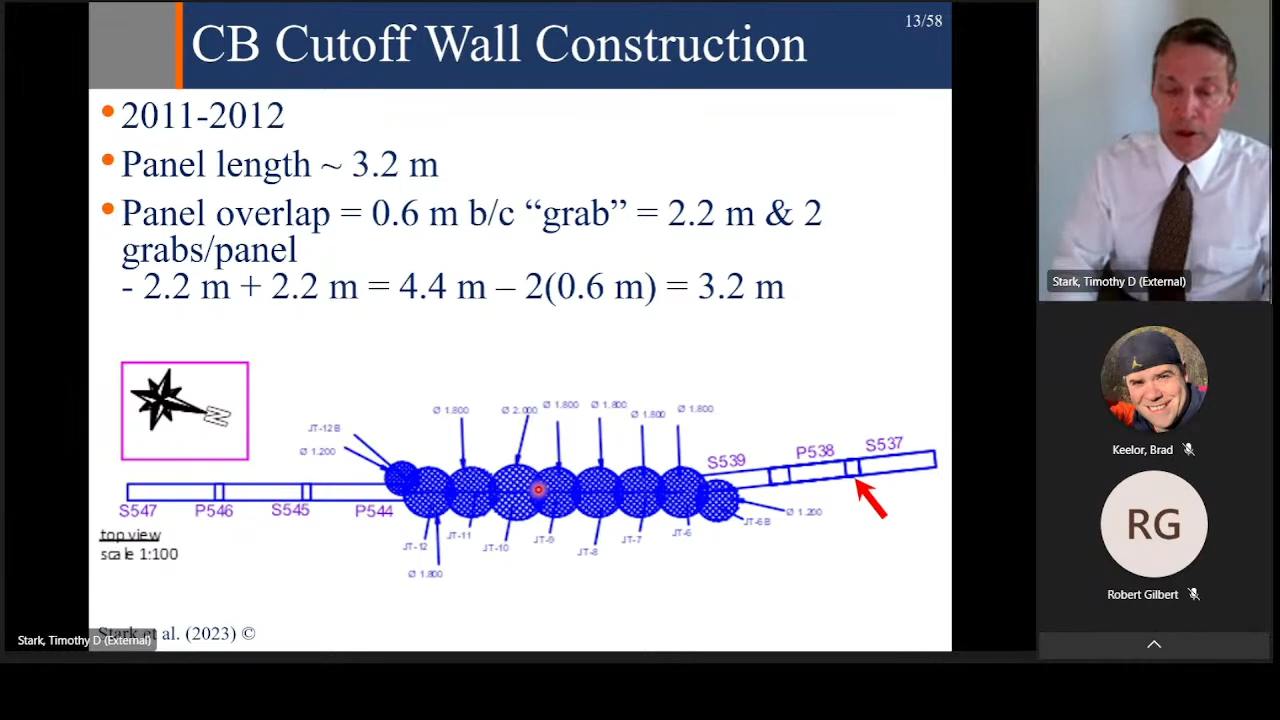 CB Cutoff Wall Construction
13/58
2011-2012
Panel length ~ 3.2 m
Panel overlap = 0.6 m b/c “grab” = 2.2 m & 2
grabs/panel
- 2.2 m + 2.2 m = 4.4 m – 2(0.6 m) = 3.2 m
N
JT-12B
Ø 1.200
Ø 1.800
Ø 2.000
Ø 1.800
Ø 1.800
Ø 1.800
Ø 1.800
S539
P538
S537
S547
P546
S545
P544
JT-12
JT-11
JT-10
JT-9
JT-8
JT-7
JT-6
JT-6B
Ø 1.200
Ø 1.800
top view
scale 1:100
et al. (2023) ©
Stark, Timothy D (External)
Stark, Timothy D (External)
Keelor, Brad
RG
Robert Gilbert